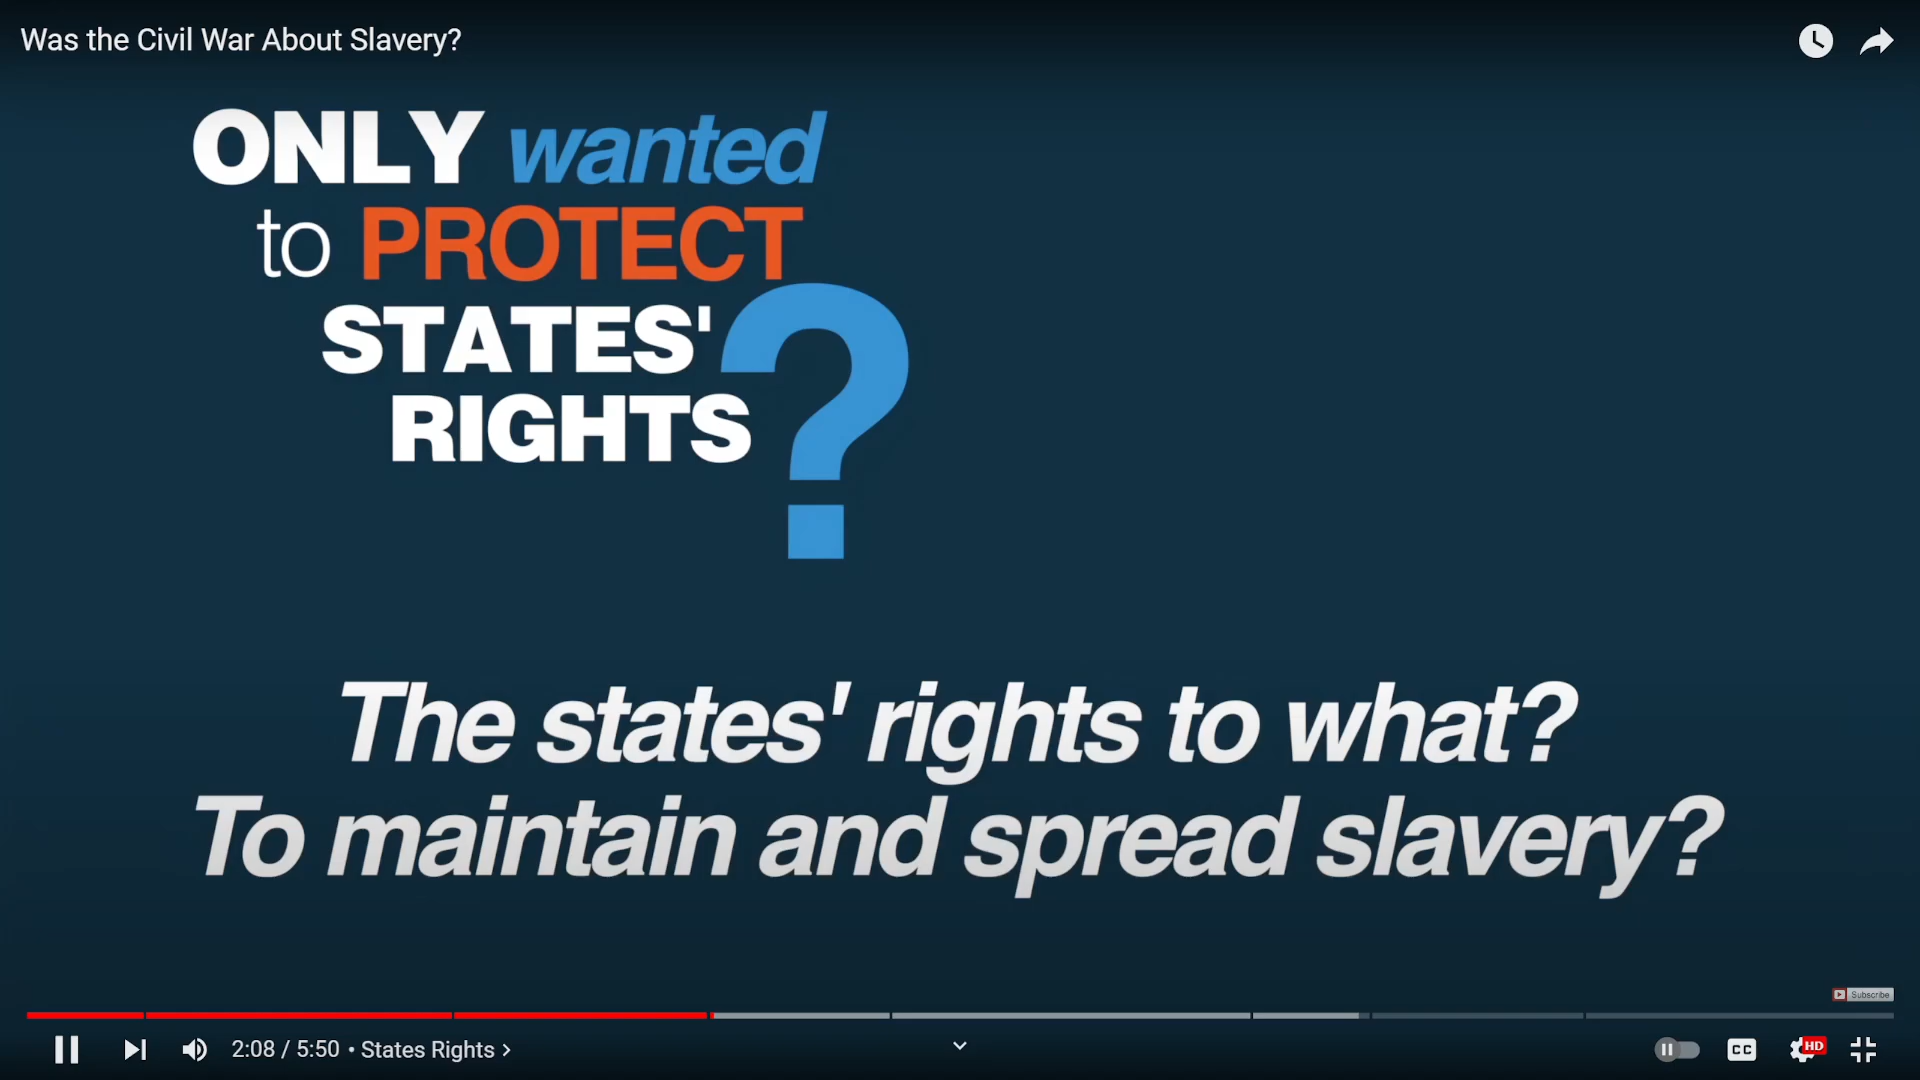 Was the Civil War About Slavery?
ONLY wanted
to PROTECT
STATES'
RIGHTS?
The states' rights to what?
To maintain and spread slavery?
Subscribe
2:08 / 5:50 • States Rights
CC
HD